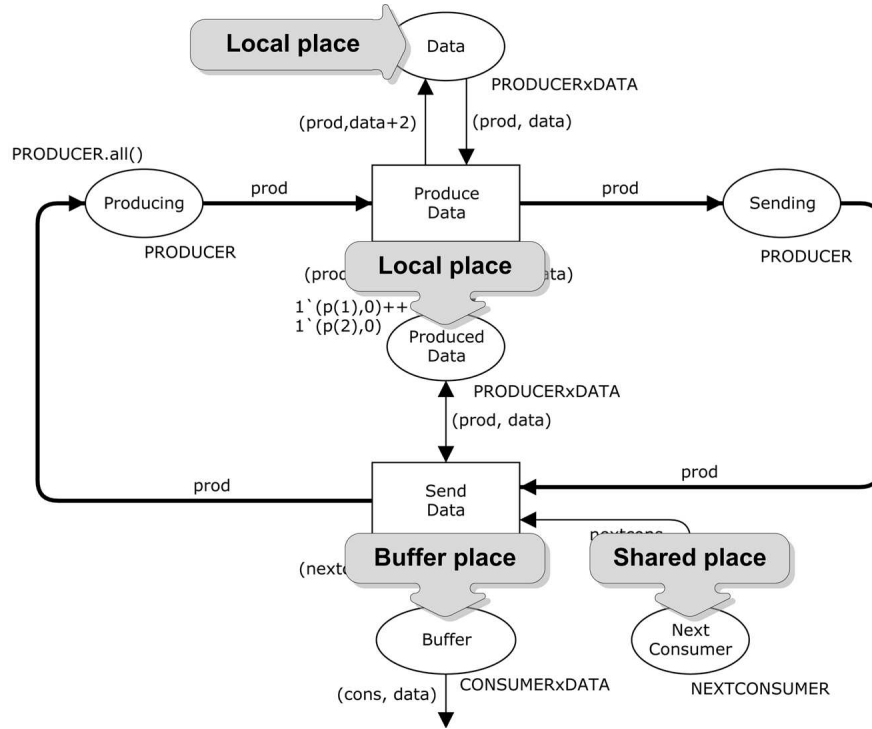 Local place
Data
PRODUCERxDATA
(prod,data+2)
(prod, data)
PRODUCER.all()
Producing
prod
Produce
Data
prod
Sending
PRODUCER
PRODUCER
Local place
(prod
1`(p(1),0)++
1`(p(2),0)
Produced
Data
PRODUCERxDATA
(prod, data)
prod
Send
Data
prod
Buffer place
Shared place
Buffer
Next
Consumer
CONSUMERxDATA
NEXTCONSUMER
(cons, data)